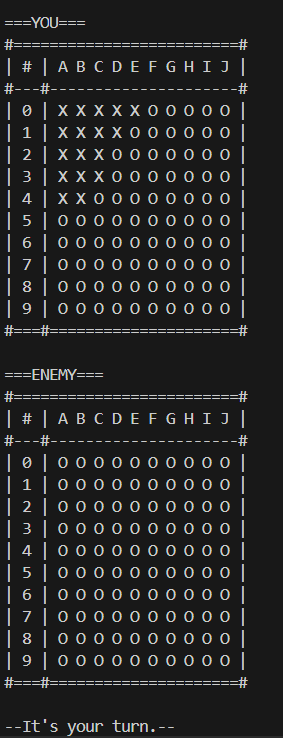 ===YOU===
#=========================#
| # | A B C D E F G H I J |
#---#---------------------#
| 0 | X X X X X O O O O O |
| 1 | X X X X O O O O O O |
| 2 | X X X O O O O O O O |
| 3 | X X X O O O O O O O |
| 4 | X X O O O O O O O O |
| 5 | O O O O O O O O O O |
| 6 | O O O O O O O O O O |
| 7 | O O O O O O O O O O |
| 8 | O O O O O O O O O O |
| 9 | O O O O O O O O O O |
#===#=====================#
===ENEMY===
#=========================#
| # | A B C D E F G H I J |
#---#---------------------#
| 0 | O O O O O O O O O O |
| 1 | O O O O O O O O O O |
| 2 | O O O O O O O O O O |
| 3 | O O O O O O O O O O |
| 4 | O O O O O O O O O O |
| 5 | O O O O O O O O O O |
| 6 | O O O O O O O O O O |
| 7 | O O O O O O O O O O |
| 8 | O O O O O O O O O O |
| 9 | O O O O O O O O O O |
#===#=====================#
--It's your turn.--